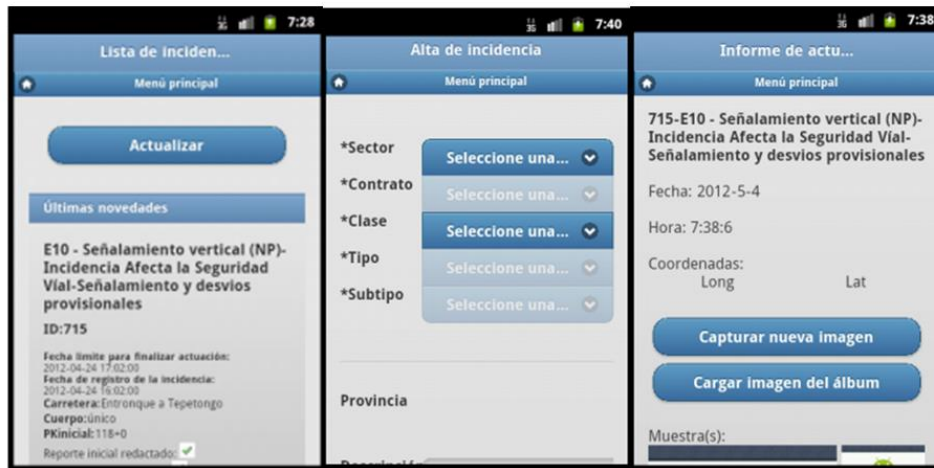 7:28
Lista de inciden...
Menú principal
Actualizar
Últimas novedades
E10 - Señalamiento vertical (NP)-
Incidencia Afecta la Seguridad
Víal-Señalamiento y desvios
provisionales
ID:715
Fecha límite para finalizar actuación:
2012-04-24 17:02:00
Fecha de registro de la incidencia:
2012-04-24 16:02:00
Carretera:Entronque a Tepetongo
Cuerpo:único
PKinicial:118+0
Reporte inicial redactado:
3G 7:40
Alta de incidencia
Menú principal
*Sector
Seleccione una...
*Contrato
Seleccione una...
*Clase
Seleccione una...
*Tipo
Seleccione una...
*Subtipo
Seleccione una...
Provincia
Descripción
3G 7:38
Informe de actu...
Menú principal
715-E10 - Señalamiento vertical (NP)-
Incidencia Afecta la Seguridad Víal-
Señalamiento y desvios provisionales
Fecha: 2012-5-4
Hora: 7:38:6
Coordenadas:
Long Lat
Capturar nueva imagen
Cargar imagen del álbum
Muestra(s):